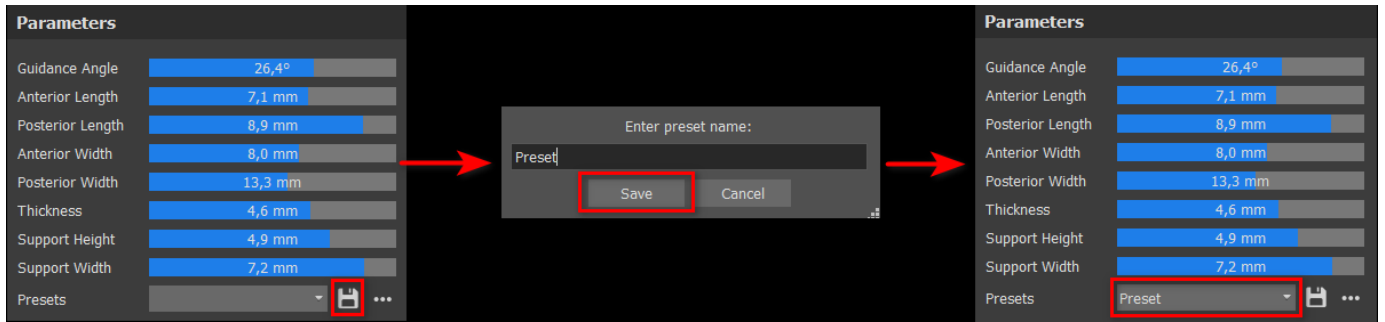 Parameters
Guidance Angle 26,4°
Anterior Length 7,1 mm
Posterior Length 8,9 mm
Anterior Width 8,0 mm
Posterior Width 13,3 mm
Thickness 4,6 mm
Support Height 4,9 mm
Support Width 7,2 mm
Presets
Enter preset name:
Preset
Save Cancel
Parameters
Guidance Angle 26,4°
Anterior Length 7,1 mm
Posterior Length 8,9 mm
Anterior Width 8,0 mm
Posterior Width 13,3 mm
Thickness 4,6 mm
Support Height 4,9 mm
Support Width 7,2 mm
Presets Preset